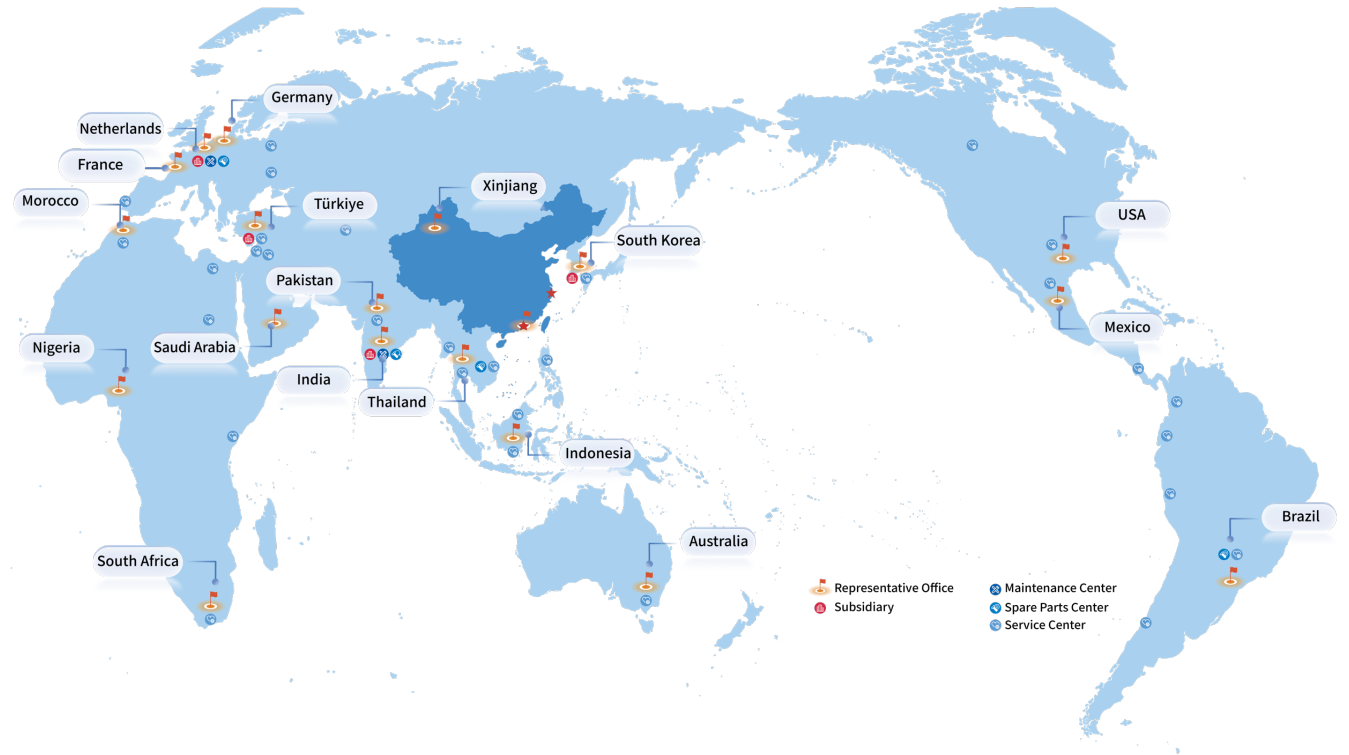 Germany
Netherlands
France
Morocco
Türkiye
Xinjiang
South Korea
USA
Pakistan
Mexico
Nigeria
Saudi Arabia
India
Thailand
Indonesia
Brazil
Australia
South Africa
Representative Office
Subsidiary
Maintenance Center
Spare Parts Center
Service Center